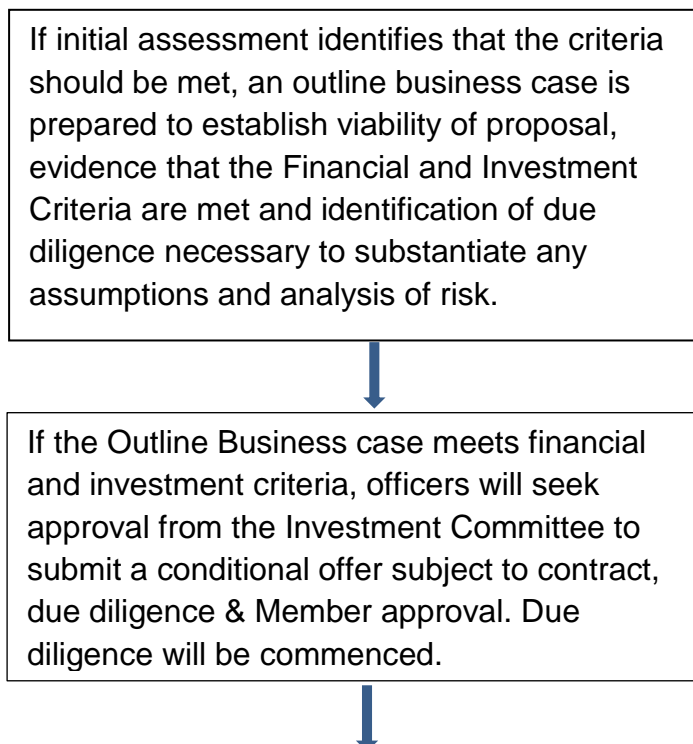 If initial assessment identifies that the criteria
should be met, an outline business case is
prepared to establish viability of proposal,
evidence that the Financial and Investment
Criteria are met and identification of due
diligence necessary to substantiate any
assumptions and analysis of risk.
If the Outline Business case meets financial
and investment criteria, officers will seek
approval from the Investment Committee to
submit a conditional offer subject to contract,
due diligence & Member approval. Due
diligence will be commenced.